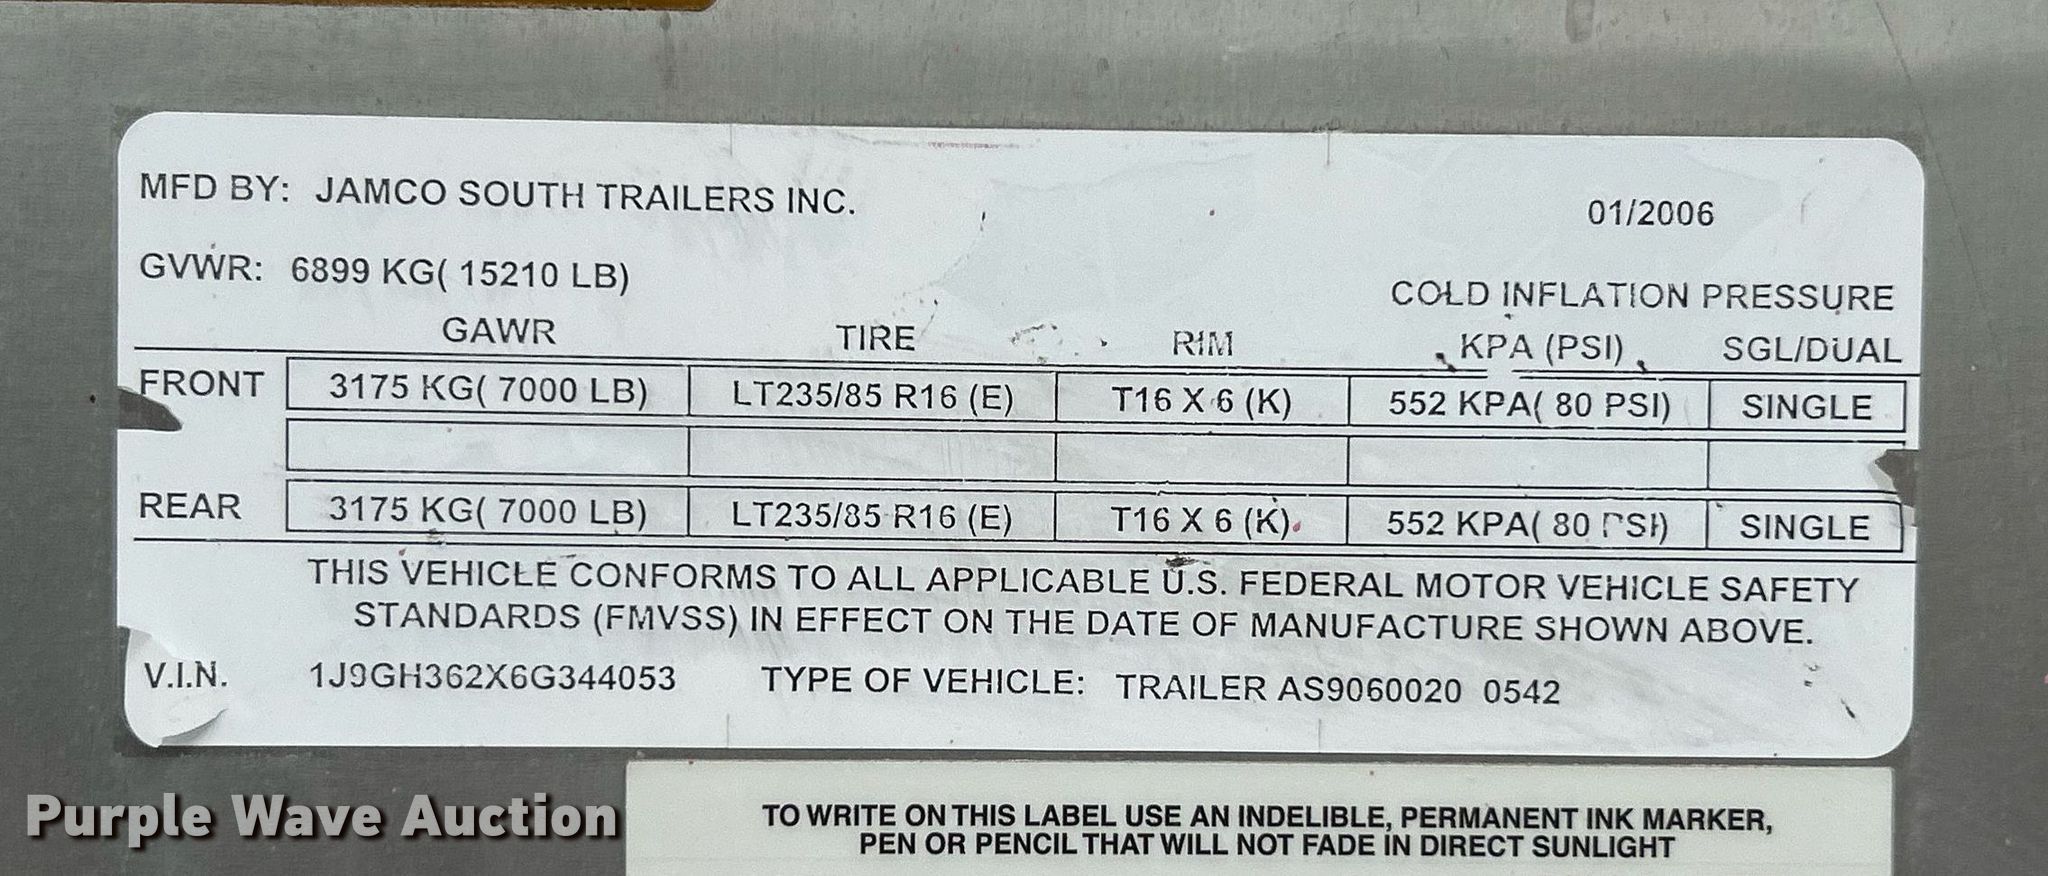 MFD BY: JAMCO SOUTH TRAILERS INC. 01/2006
GVWR: 6899 KG( 15210 LB)
COLD INFLATION PRESSURE
GAWR TIRE RIM KPA (PSI) SGL/DUAL
FRONT 3175 KG( 7000 LB) LT235/85 R16 (E) T16 X 6 (K) 552 KPA( 80 PSI) SINGLE
REAR 3175 KG( 7000 LB) LT235/85 R16 (E) T16 X 6 (K) 552 KPA( 80 PSI) SINGLE
THIS VEHICLE CONFORMS TO ALL APPLICABLE U.S. FEDERAL MOTOR VEHICLE SAFETY
STANDARDS (FMVSS) IN EFFECT ON THE DATE OF MANUFACTURE SHOWN ABOVE.
V.I.N. 1J9GH362X6G344053 TYPE OF VEHICLE: TRAILER AS9060020 0542
Purple Wave Auction
TO WRITE ON THIS LABEL USE AN INDELIBLE, PERMANENT INK MARKER,
PEN OR PENCIL THAT WILL NOT FADE IN DIRECT SUNLIGHT